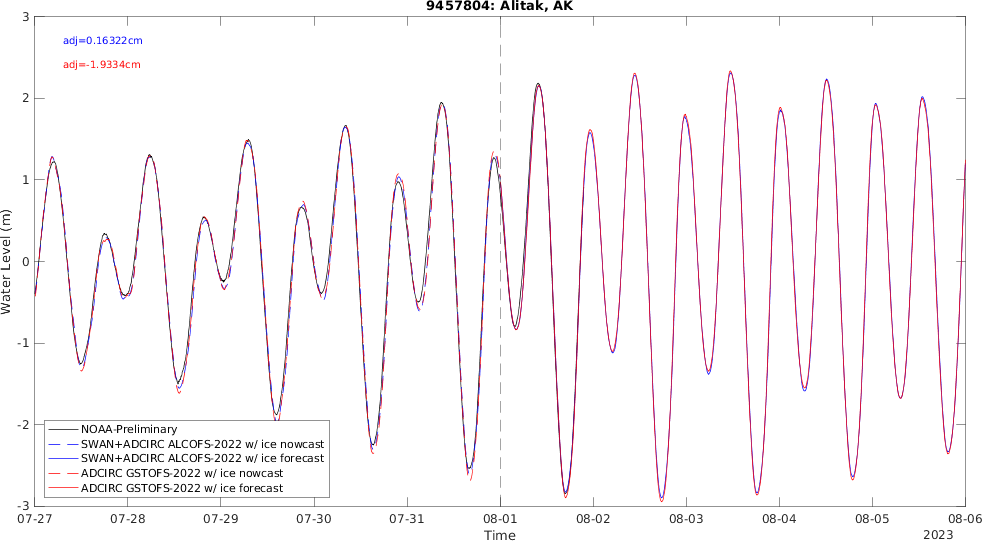 9457804: Alitak, AK
adj=0.16322cm
adj=-1.9334cm
3
2
1
0
-1
-2
-3
Water Level (m)
NOAA-Preliminary
SWAN+ADCIRC ALCOFS-2022 w/ ice nowcast
SWAN+ADCIRC ALCOFS-2022 w/ ice forecast
ADCIRC GSTOFS-2022 w/ ice nowcast
ADCIRC GSTOFS-2022 w/ ice forecast
07-27 07-28 07-29 07-30 07-31 08-01 08-02 08-03 08-04 08-05 08-06
Time
2023